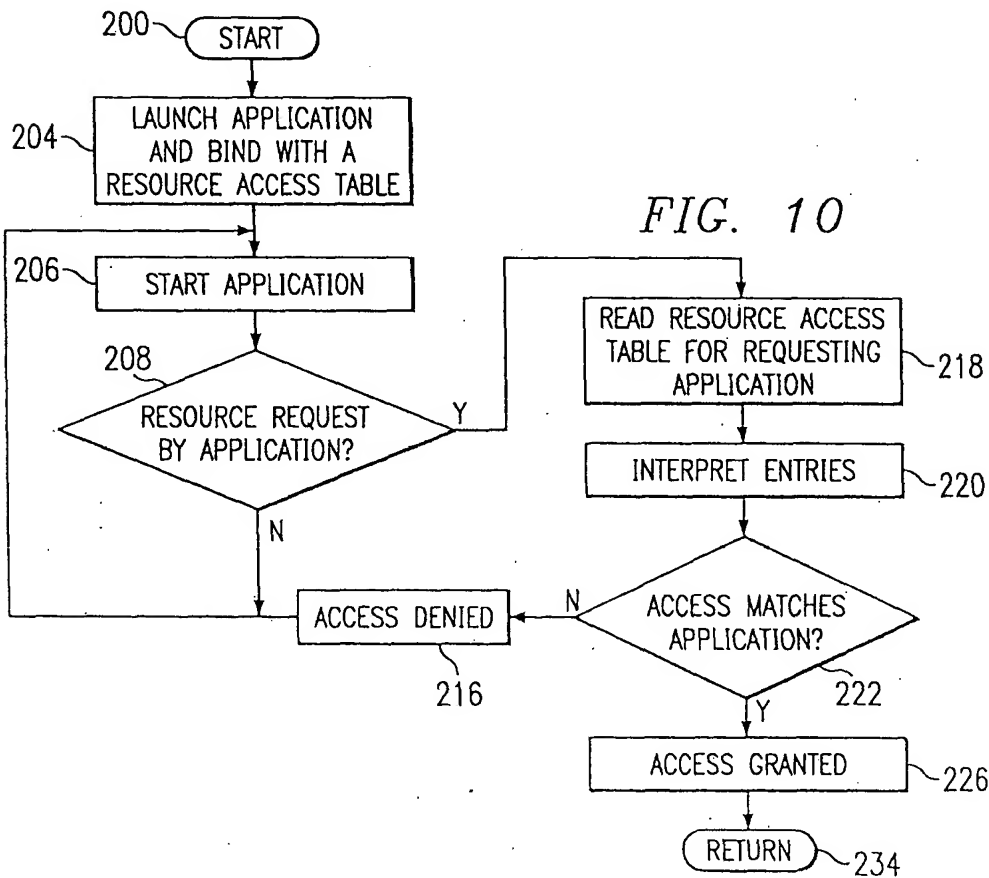 200
START
204
LAUNCH APPLICATION
AND BIND WITH A
RESOURCE ACCESS TABLE
FIG. 10
206
START APPLICATION
208
RESOURCE REQUEST
BY APPLICATION?
Y
N
READ RESOURCE ACCESS
TABLE FOR REQUESTING
APPLICATION
218
INTERPRET ENTRIES
220
ACCESS MATCHES
APPLICATION?
222
N
Y
ACCESS DENIED
216
ACCESS GRANTED
226
RETURN
234